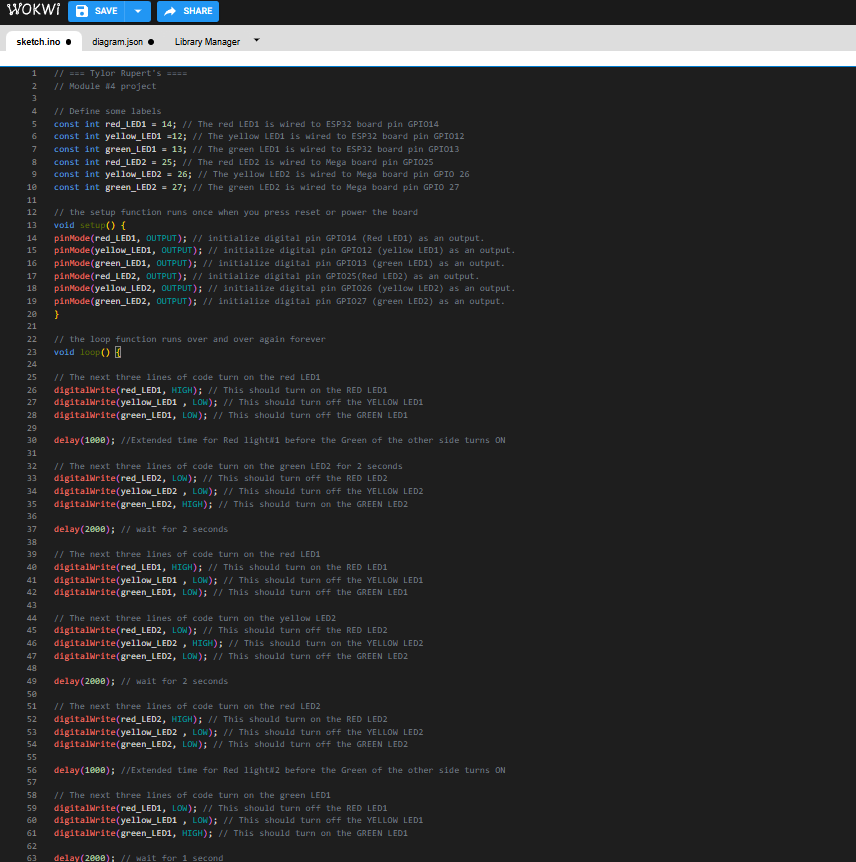 WOKWI SAVE SHARE
sketch.ino diagram.json Library Manager
1 // === Tylor Rupert's ====
2 // Module #4 project
3
4 // Define some labels
5 const int red_LED1 = 14; // The red LED1 is wired to ESP32 board pin GPIO14
6 const int yellow_LED1 =12; // The yellow LED1 is wired to ESP32 board pin GPIO12
7 const int green_LED1 = 13; // The green LED1 is wired to ESP32 board pin GPIO13
8 const int red_LED2 = 25; // The red LED2 is wired to Mega board pin GPIO25
9 const int yellow_LED2 = 26; // The yellow LED2 is wired to Mega board pin GPIO 26
10 const int green_LED2 = 27; // The green LED2 is wired to Mega board pin GPIO 27
11
12 // the setup function runs once when you press reset or power the board
13 void setup() {
14 pinMode(red_LED1, OUTPUT); // initialize digital pin GPIO14 (Red LED1) as an output.
15 pinMode(yellow_LED1, OUTPUT); // initialize digital pin GPIO12 (yellow LED1) as an output.
16 pinMode(green_LED1, OUTPUT); // initialize digital pin GPIO13 (green LED1) as an output.
17 pinMode(red_LED2, OUTPUT); // initialize digital pin GPIO25(Red LED2) as an output.
18 pinMode(yellow_LED2, OUTPUT); // initialize digital pin GPIO26 (yellow LED2) as an output.
19 pinMode(green_LED2, OUTPUT); // initialize digital pin GPIO27 (green LED2) as an output.
20 }
21
22 // the loop function runs over and over again forever
23 void loop() {
24
25 // The next three lines of code turn on the red LED1
26 digitalWrite(red_LED1, HIGH); // This should turn on the RED LED1
27 digitalWrite(yellow_LED1 , LOW); // This should turn off the YELLOW LED1
28 digitalWrite(green_LED1, LOW); // This should turn off the GREEN LED1
29
30 delay(1000); //Extended time for Red light#1 before the Green of the other side turns ON
31
32 // The next three lines of code turn on the green LED2 for 2 seconds
33 digitalWrite(red_LED2, LOW); // This should turn off the RED LED2
34 digitalWrite(yellow_LED2 , LOW); // This should turn off the YELLOW LED2
35 digitalWrite(green_LED2, HIGH); // This should turn on the GREEN LED2
36
37 delay(2000); // wait for 2 seconds
38
39 // The next three lines of code turn on the red LED1
40 digitalWrite(red_LED1, HIGH); // This should turn on the RED LED1
41 digitalWrite(yellow_LED1 , LOW); // This should turn off the YELLOW LED1
42 digitalWrite(green_LED1, LOW); // This should turn off the GREEN LED1
43
44 // The next three lines of code turn on the yellow LED2
45 digitalWrite(red_LED2, LOW); // This should turn off the RED LED2
46 digitalWrite(yellow_LED2 , HIGH); // This should turn on the YELLOW LED2
47 digitalWrite(green_LED2, LOW); // This should turn off the GREEN LED2
48
49 delay(2000); // wait for 2 seconds
50
51 // The next three lines of code turn on the red LED2
52 digitalWrite(red_LED2, HIGH); // This should turn on the RED LED2
53 digitalWrite(yellow_LED2 , LOW); // This should turn off the YELLOW LED2
54 digitalWrite(green_LED2, LOW); // This should turn off the GREEN LED2
55
56 delay(1000); //Extended time for Red light#2 before the Green of the other side turns ON
57
58 // The next three lines of code turn on the green LED1
59 digitalWrite(red_LED1, LOW); // This should turn off the RED LED1
60 digitalWrite(yellow_LED1 , LOW); // This should turn off the YELLOW LED1
61 digitalWrite(green_LED1, HIGH); // This should turn on the GREEN LED1
62
63 delay(2000); // wait for 1 second